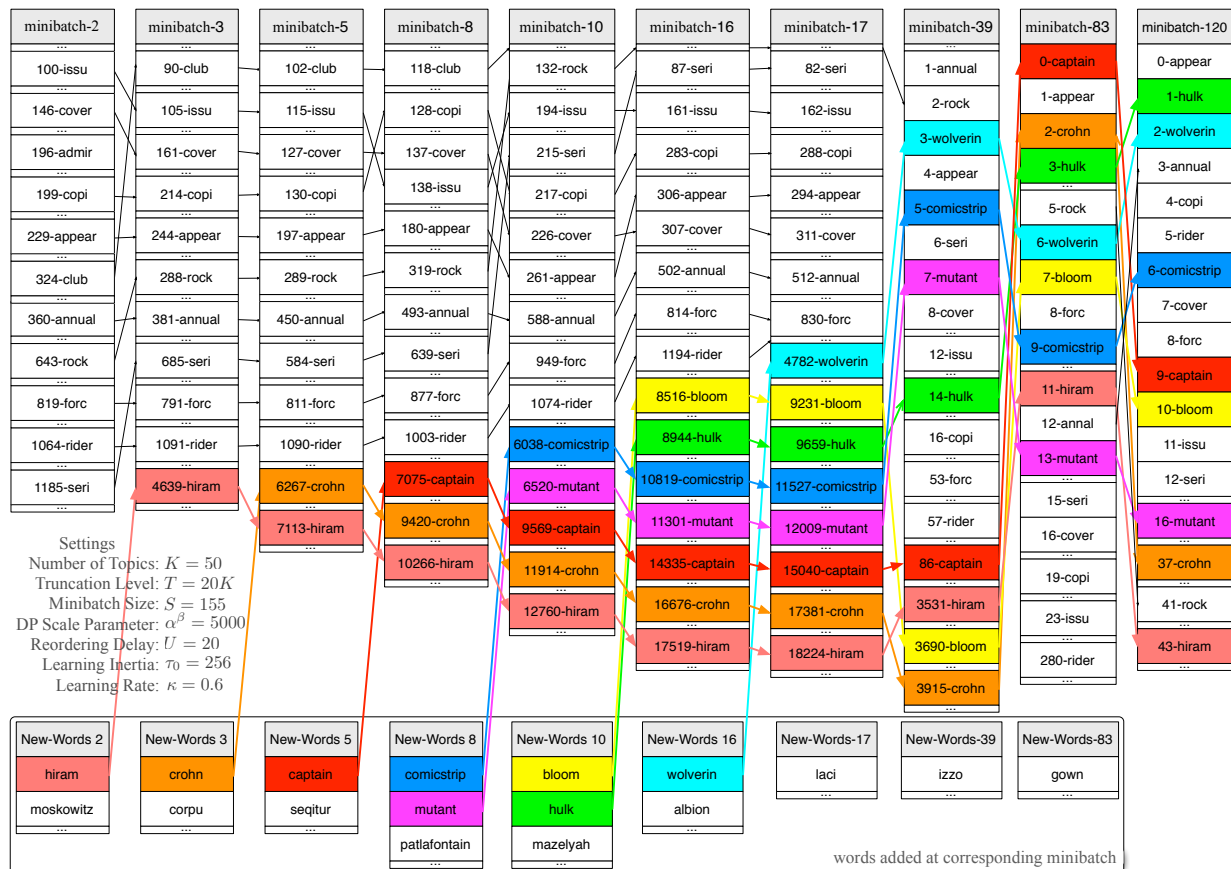 minibatch-2
...
100-issu
...
146-cover
...
196-admir
...
199-copi
...
229-appear
...
324-club
...
360-annual
...
643-rock
...
819-forc
...
1064-rider
...
1185-seri
...
minibatch-3
...
90-club
...
105-issu
...
161-cover
...
214-copi
...
244-appear
...
288-rock
...
381-annual
...
685-seri
...
791-forc
...
1091-rider
...
4639-hiram
...
minibatch-5
...
102-club
...
115-issu
...
127-cover
...
130-copi
...
197-appear
...
289-rock
...
450-annual
...
584-seri
...
811-forc
...
1090-rider
...
6267-crohn
...
7113-hiram
...
minibatch-8
...
118-club
...
128-copi
...
137-cover
...
138-issu
...
180-appear
...
319-rock
...
493-annual
...
639-seri
...
877-forc
...
1003-rider
...
7075-captain
...
9420-crohn
...
10266-hiram
...
minibatch-10
...
132-rock
...
194-issu
...
215-seri
...
217-copi
...
226-cover
...
261-appear
...
588-annual
...
949-forc
...
1074-rider
...
6038-comicstrip
...
6520-mutant
...
9569-captain
...
11914-crohn
...
12760-hiram
...
minibatch-16
...
87-seri
...
161-issu
...
283-copi
...
306-appear
...
307-cover
...
502-annual
...
814-forc
...
1194-rider
...
8516-bloom
...
8944-hulk
...
10819-comicstrip
...
11301-mutant
...
14335-captain
...
16676-crohn
...
17519-hiram
...
minibatch-17
...
82-seri
...
162-issu
...
288-copi
...
294-appear
...
311-cover
...
512-annual
...
830-forc
...
4782-wolverin
...
9231-bloom
...
9659-hulk
...
11527-comicstrip
...
12009-mutant
...
15040-captain
...
17381-crohn
...
18224-hiram
...
minibatch-39
...
1-annual
2-rock
3-wolverin
4-appear
5-comicstrip
6-seri
7-mutant
8-cover
...
12-issu
...
14-hulk
...
16-copi
...
53-forc
...
57-rider
...
86-captain
...
3531-hiram
...
3690-bloom
...
3915-crohn
...
minibatch-83
...
0-captain
1-appear
2-crohn
3-hulk
...
5-rock
6-wolverin
7-bloom
8-forc
9-comicstrip
...
11-hiram
12-annal
13-mutant
...
15-seri
16-cover
...
19-copi
...
23-issu
...
280-rider
...
minibatch-120
0-appear
1-hulk
2-wolverin
3-annual
4-copi
5-rider
6-comicstrip
7-cover
8-forc
9-captain
10-bloom
11-issu
12-seri
...
16-mutant
...
37-crohn
...
41-rock
...
43-hiram
...
Settings
Number of Topics: K = 50
Truncation Level: T = 20K
Minibatch Size: S = 155
DP Scale Parameter: α^β = 5000
Reordering Delay: U = 20
Learning Inertia: τ₀ = 256
Learning Rate: κ = 0.6
New-Words 2
hiram
moskowitz
...
New-Words 3
crohn
corpu
...
New-Words 5
captain
seqitur
...
New-Words 8
comicstrip
mutant
patlafontain
...
New-Words 10
bloom
hulk
mazelyah
...
New-Words 16
wolverin
albion
...
New-Words-17
laci
...
New-Words-39
izzo
...
New-Words-83
gown
...
words added at corresponding minibatch